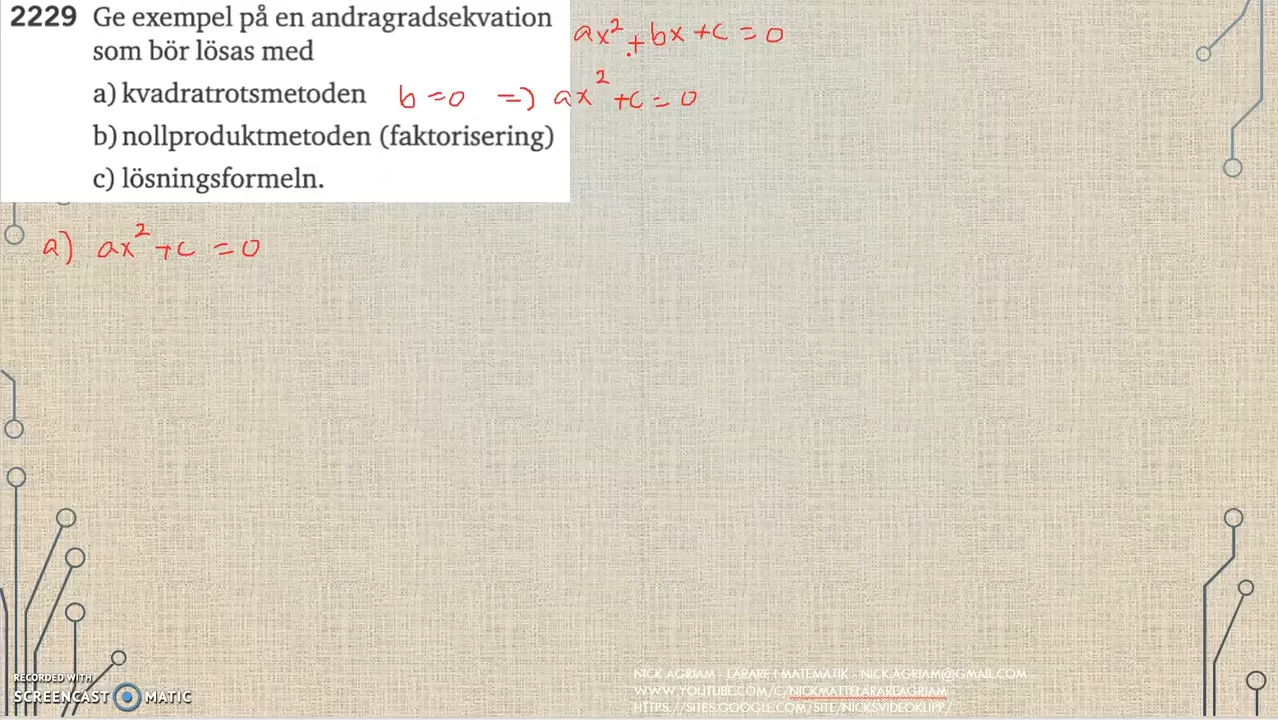 2229 Ge exempel på en andragradsekvation
som bör lösas med
ax² + bx + c = 0
a) kvadratrotsmetoden b = 0 => ax² + c = 0
b) nollproduktmetoden (faktorisering)
c) lösningsformeln.
a) ax² + c = 0
RECORDED WITH
SCREENCAST MATIC
NICK AGRIAM - LÄRARE I MATEMATIK - NICK.AGRIAM@GMAIL.COM
WWW.YOUTUBE.COM/C/NICKMATTELARAREAGRIAM
HTTPS://SITES.GOOGLE.COM/SITE/NICKSVIDEOKLIPP/